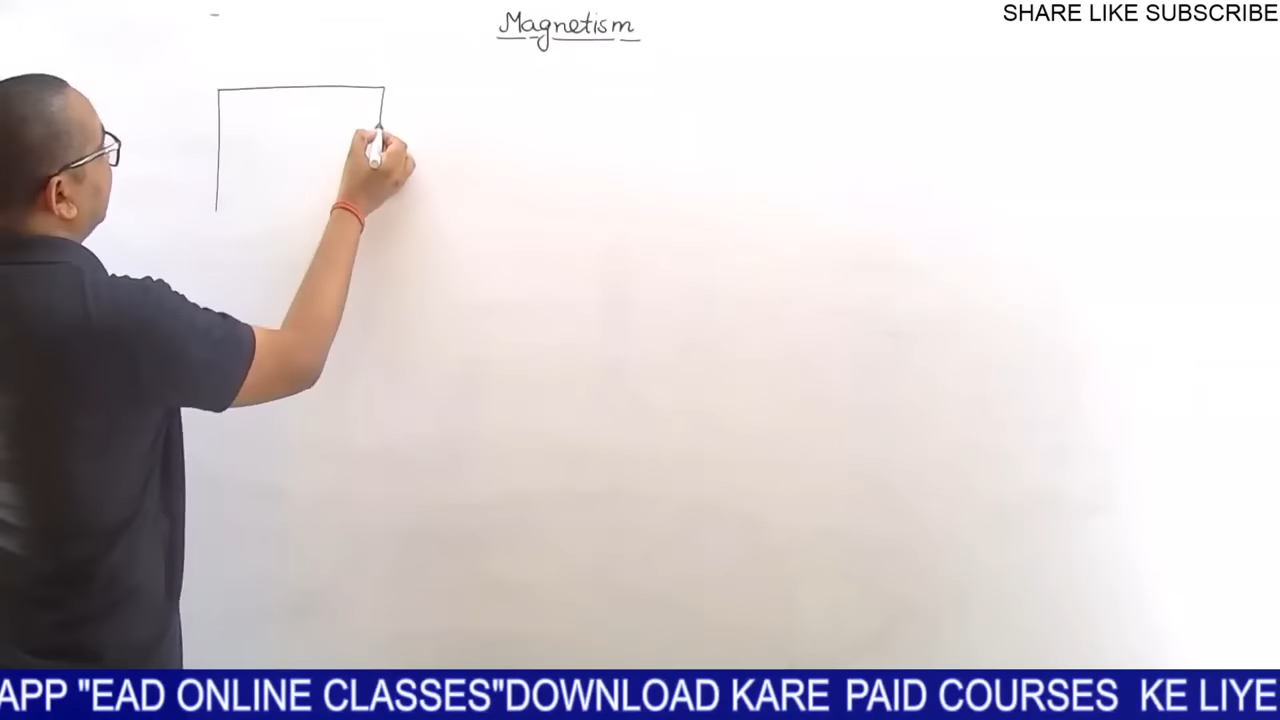 Magnetism
SHARE LIKE SUBSCRIBE
APP "EAD ONLINE CLASSES"DOWNLOAD KARE PAID COURSES KE LIYE